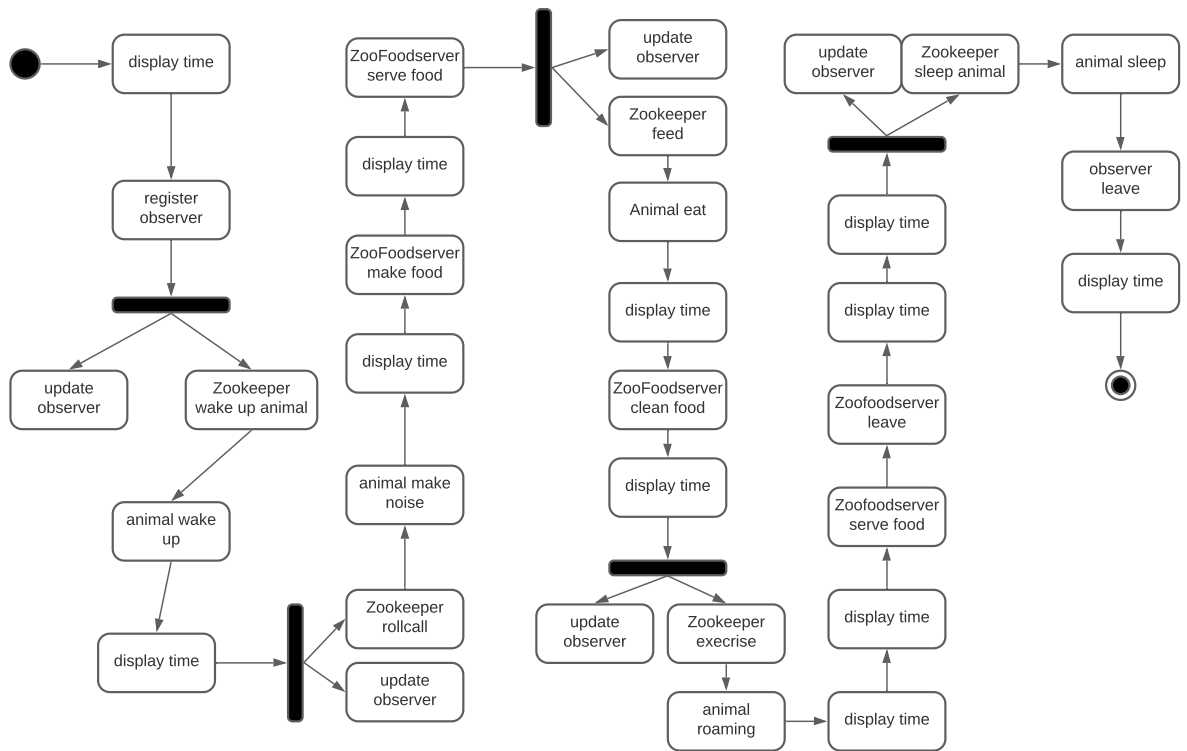 display time
register
observer
update
observer
Zookeeper
wake up animal
animal wake
up
display time
Zookeeper
rollcall
update
observer
animal make
noise
display time
ZooFoodserver
make food
display time
ZooFoodserver
serve food
update
observer
Zookeeper
feed
Animal eat
display time
ZooFoodserver
clean food
display time
update
observer
Zookeeper
execrise
animal
roaming
display time
display time
Zoofoodserver
serve food
Zoofoodserver
leave
display time
display time
update
observer
Zookeeper
sleep animal
animal sleep
observer
leave
display time